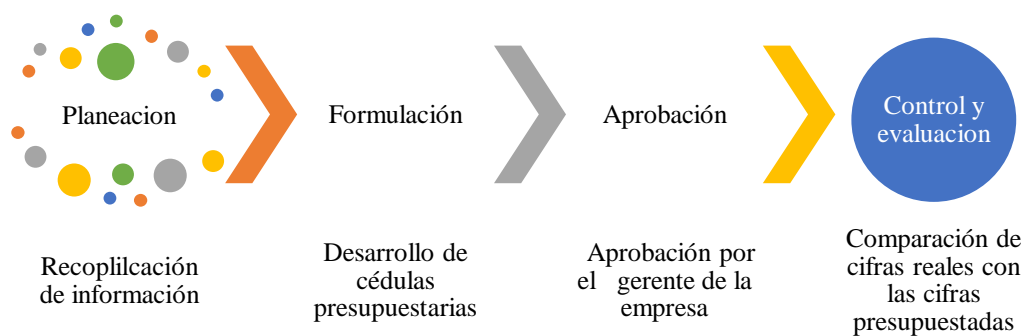 Planeacion
Formulación
Aprobación
Control y
evaluacion
Recoplilcación
de información
Desarrollo de
cédulas
presupuestarias
Aprobación por
el gerente de la
empresa
Comparación de
cifras reales con
las cifras
presupuestadas